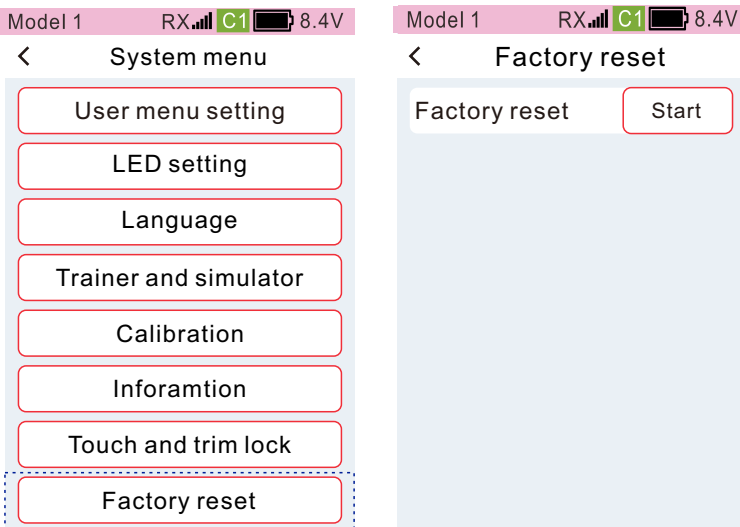 Model 1 RX C1 8.4V
< System menu
User menu setting
LED setting
Language
Trainer and simulator
Calibration
Inforamtion
Touch and trim lock
Factory reset
Model 1 RX C1 8.4V
< Factory reset
Factory reset Start